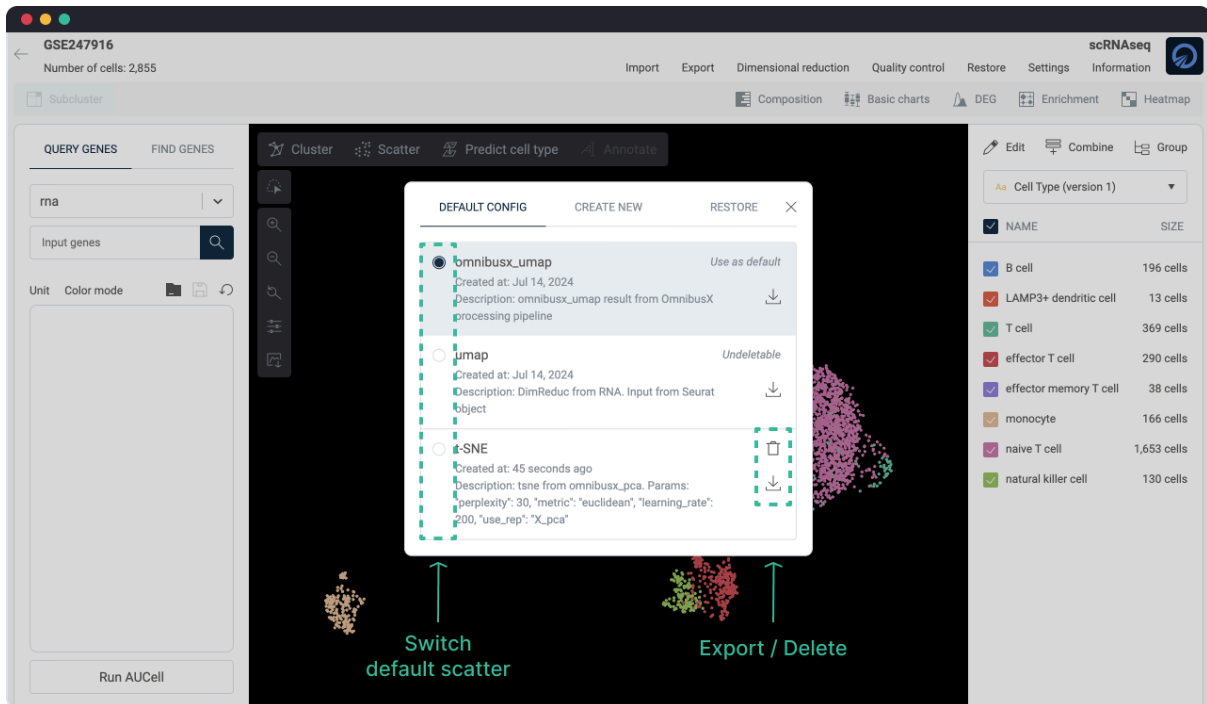 GSE247916
Number of cells: 2,855
scRNAseq
Import Export Dimensional reduction Quality control Restore Settings Information
Subcluster
Composition Basic charts DEG Enrichment Heatmap
QUERY GENES FIND GENES
rna
Input genes
Unit Color mode
Run AUCell
Cluster Scatter Predict cell type Annotate
DEFAULT CONFIG CREATE NEW RESTORE
omnibusx_umap Use as default
Created at: Jul 14, 2024
Description: omnibusx_umap result from OmnibusX
processing pipeline
umap Undeletable
Created at: Jul 14, 2024
Description: DimReduc from RNA. Input from Seurat
object
t-SNE
Created at: 45 seconds ago
Description: tsne from omnibusx_pca. Params:
"perplexity": 30, "metric": "euclidean", "learning_rate":
200, "use_rep": "X_pca"
Switch
default scatter
Export / Delete
Edit Combine Group
Aa Cell Type (version 1)
NAME SIZE
B cell 196 cells
LAMP3+ dendritic cell 13 cells
T cell 369 cells
effector T cell 290 cells
effector memory T cell 38 cells
monocyte 166 cells
naive T cell 1,653 cells
natural killer cell 130 cells